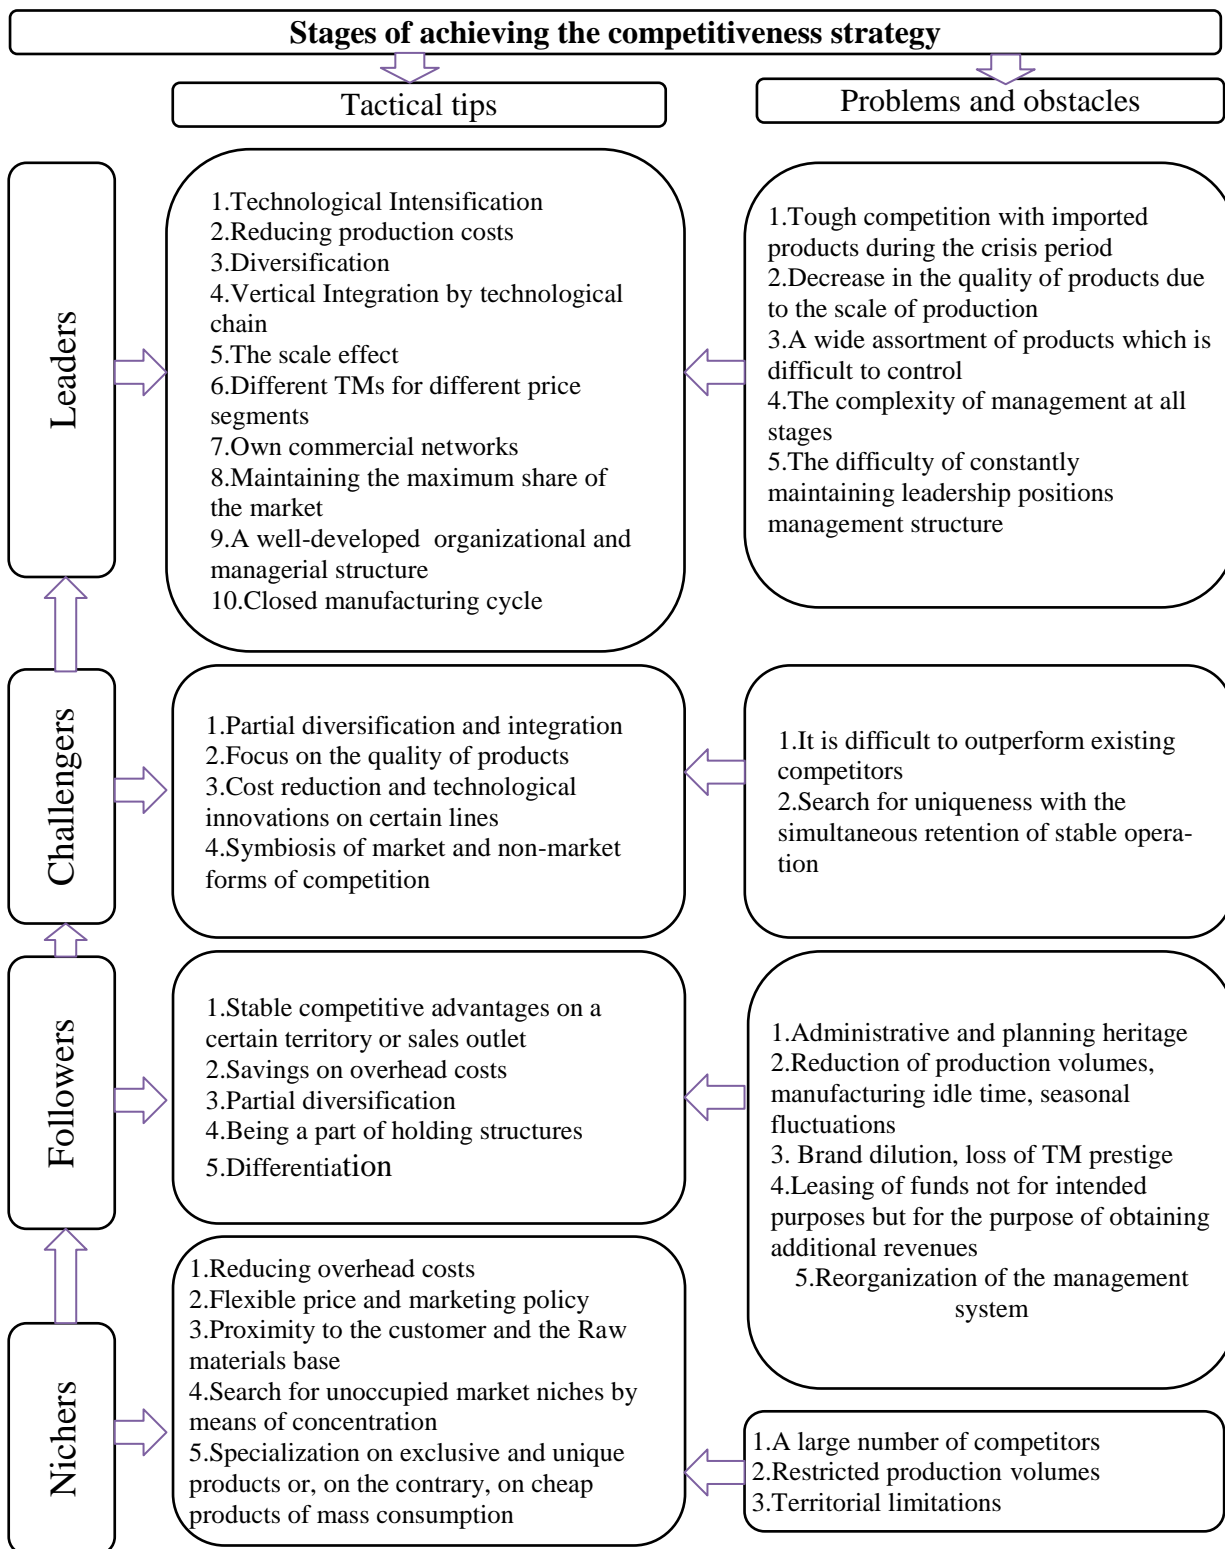 Stages of achieving the competitiveness strategy
Tactical tips
Problems and obstacles
Leaders
1.Technological Intensification
2.Reducing production costs
3.Diversification
4.Vertical Integration by technological
chain
5.The scale effect
6.Different TMs for different price
segments
7.Own commercial networks
8.Maintaining the maximum share of
the market
9.A well-developed  organizational and
managerial structure
10.Closed manufacturing cycle
1.Tough competition with imported
products during the crisis period
2.Decrease in the quality of products due
to the scale of production
3.A wide assortment of products which is
difficult to control
4.The complexity of management at all
stages
5.The difficulty of constantly
maintaining leadership positions
management structure
Challengers
1.Partial diversification and integration
2.Focus on the quality of products
3.Cost reduction and technological
innovations on certain lines
4.Symbiosis of market and non-market
forms of competition
1.It is difficult to outperform existing
competitors
2.Search for uniqueness with the
simultaneous retention of stable opera-
tion
Followers
1.Stable competitive advantages on a
certain territory or sales outlet
2.Savings on overhead costs
3.Partial diversification
4.Being a part of holding structures
5.Differentiation
1.Administrative and planning heritage
2.Reduction of production volumes,
manufacturing idle time, seasonal
fluctuations
3. Brand dilution, loss of TM prestige
4.Leasing of funds not for intended
purposes but for the purpose of obtaining
additional revenues
5.Reorganization of the management
system
Nichers
1.Reducing overhead costs
2.Flexible price and marketing policy
3.Proximity to the customer and the Raw
materials base
4.Search for unoccupied market niches by
means of concentration
5.Specialization on exclusive and unique
products or, on the contrary, on cheap
products of mass consumption
1.A large number of competitors
2.Restricted production volumes
3.Territorial limitations